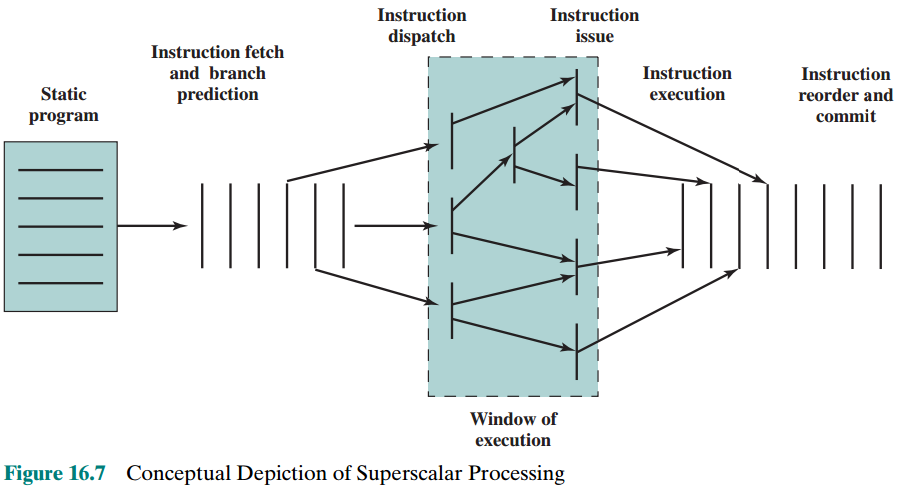 Instruction
dispatch
Instruction
issue
Instruction fetch
and branch
prediction
Static
program
Instruction
execution
Instruction
reorder and
commit
Window of
execution
Figure 16.7 Conceptual Depiction of Superscalar Processing